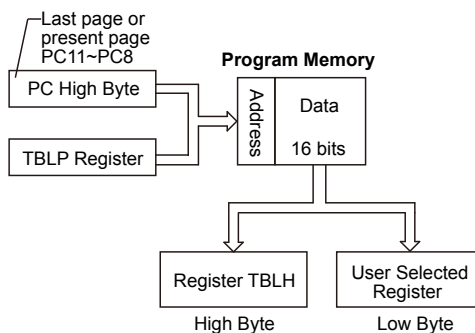 Last page or
present page
PC11~PC8
Program Memory
PC High Byte
TBLP Register
Address
Data
16 bits
Register TBLH
User Selected
Register
High Byte
Low Byte